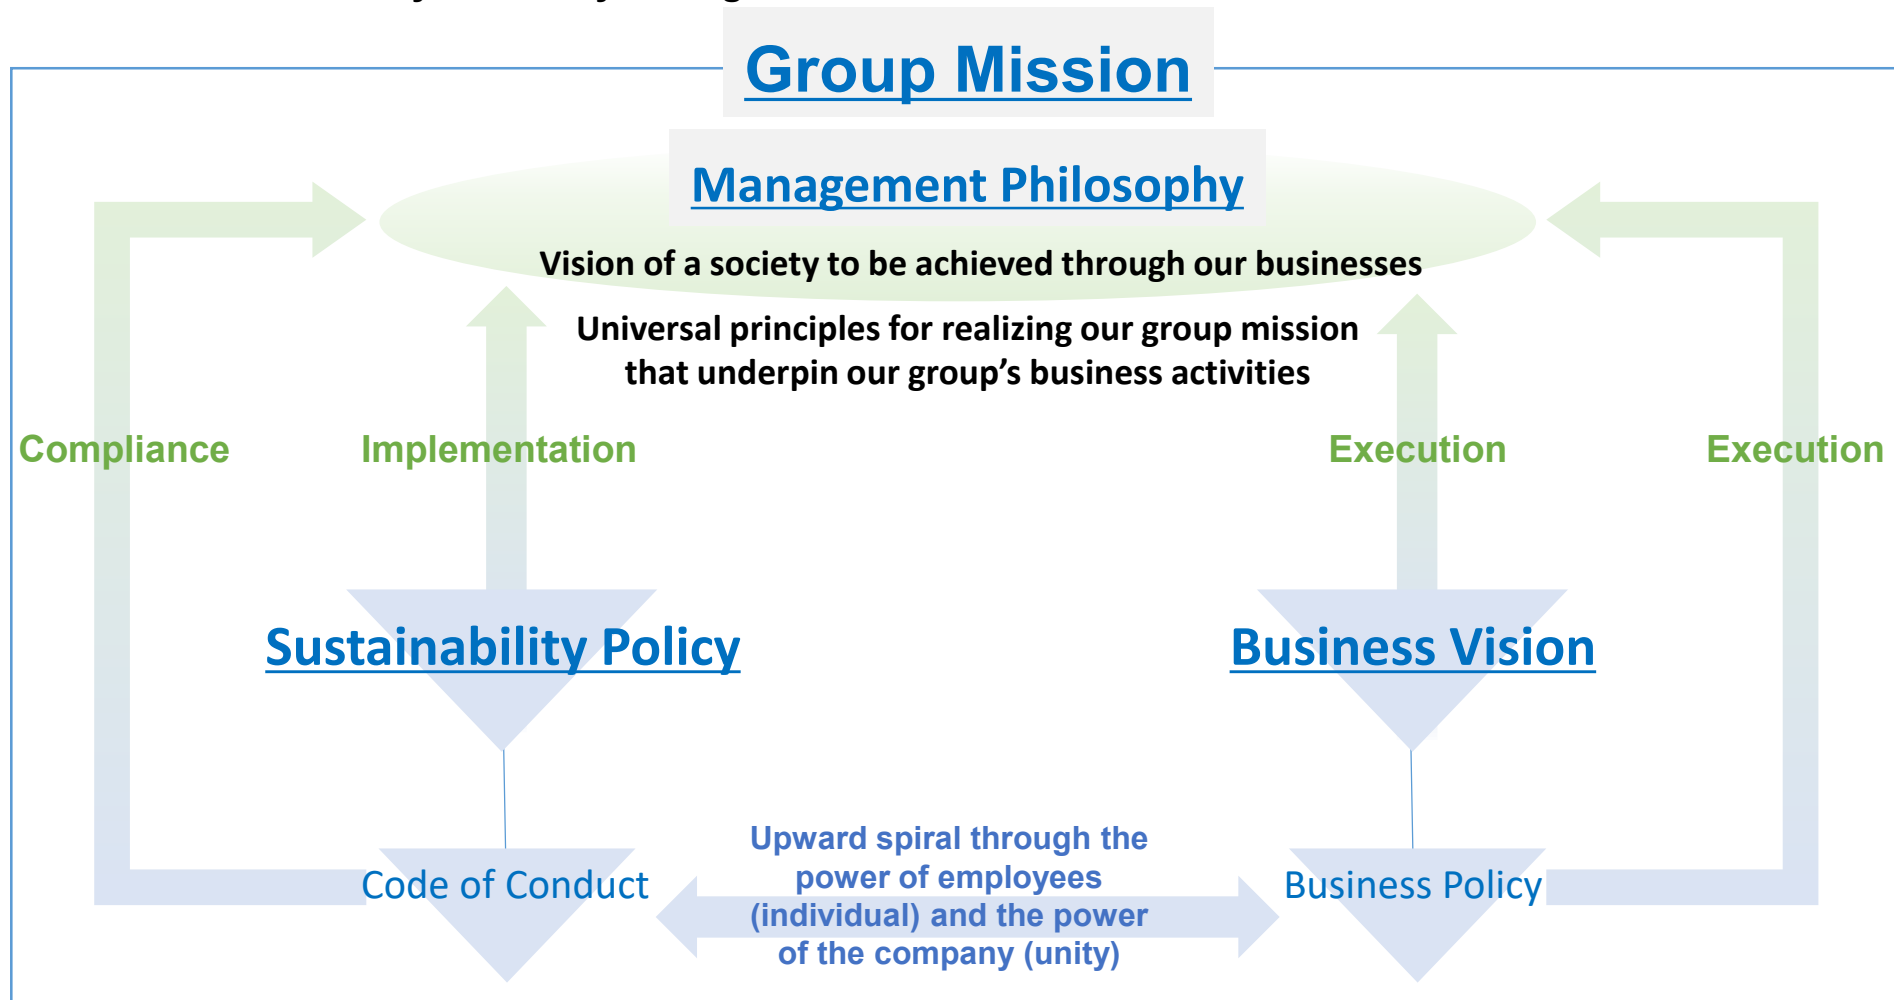 Group Mission
Management Philosophy
Vision of a society to be achieved through our businesses
Universal principles for realizing our group mission
that underpin our group’s business activities
Compliance
Implementation
Execution
Execution
Sustainability Policy
Business Vision
Upward spiral through the
power of employees
(individual) and the power
of the company (unity)
Code of Conduct
Business Policy